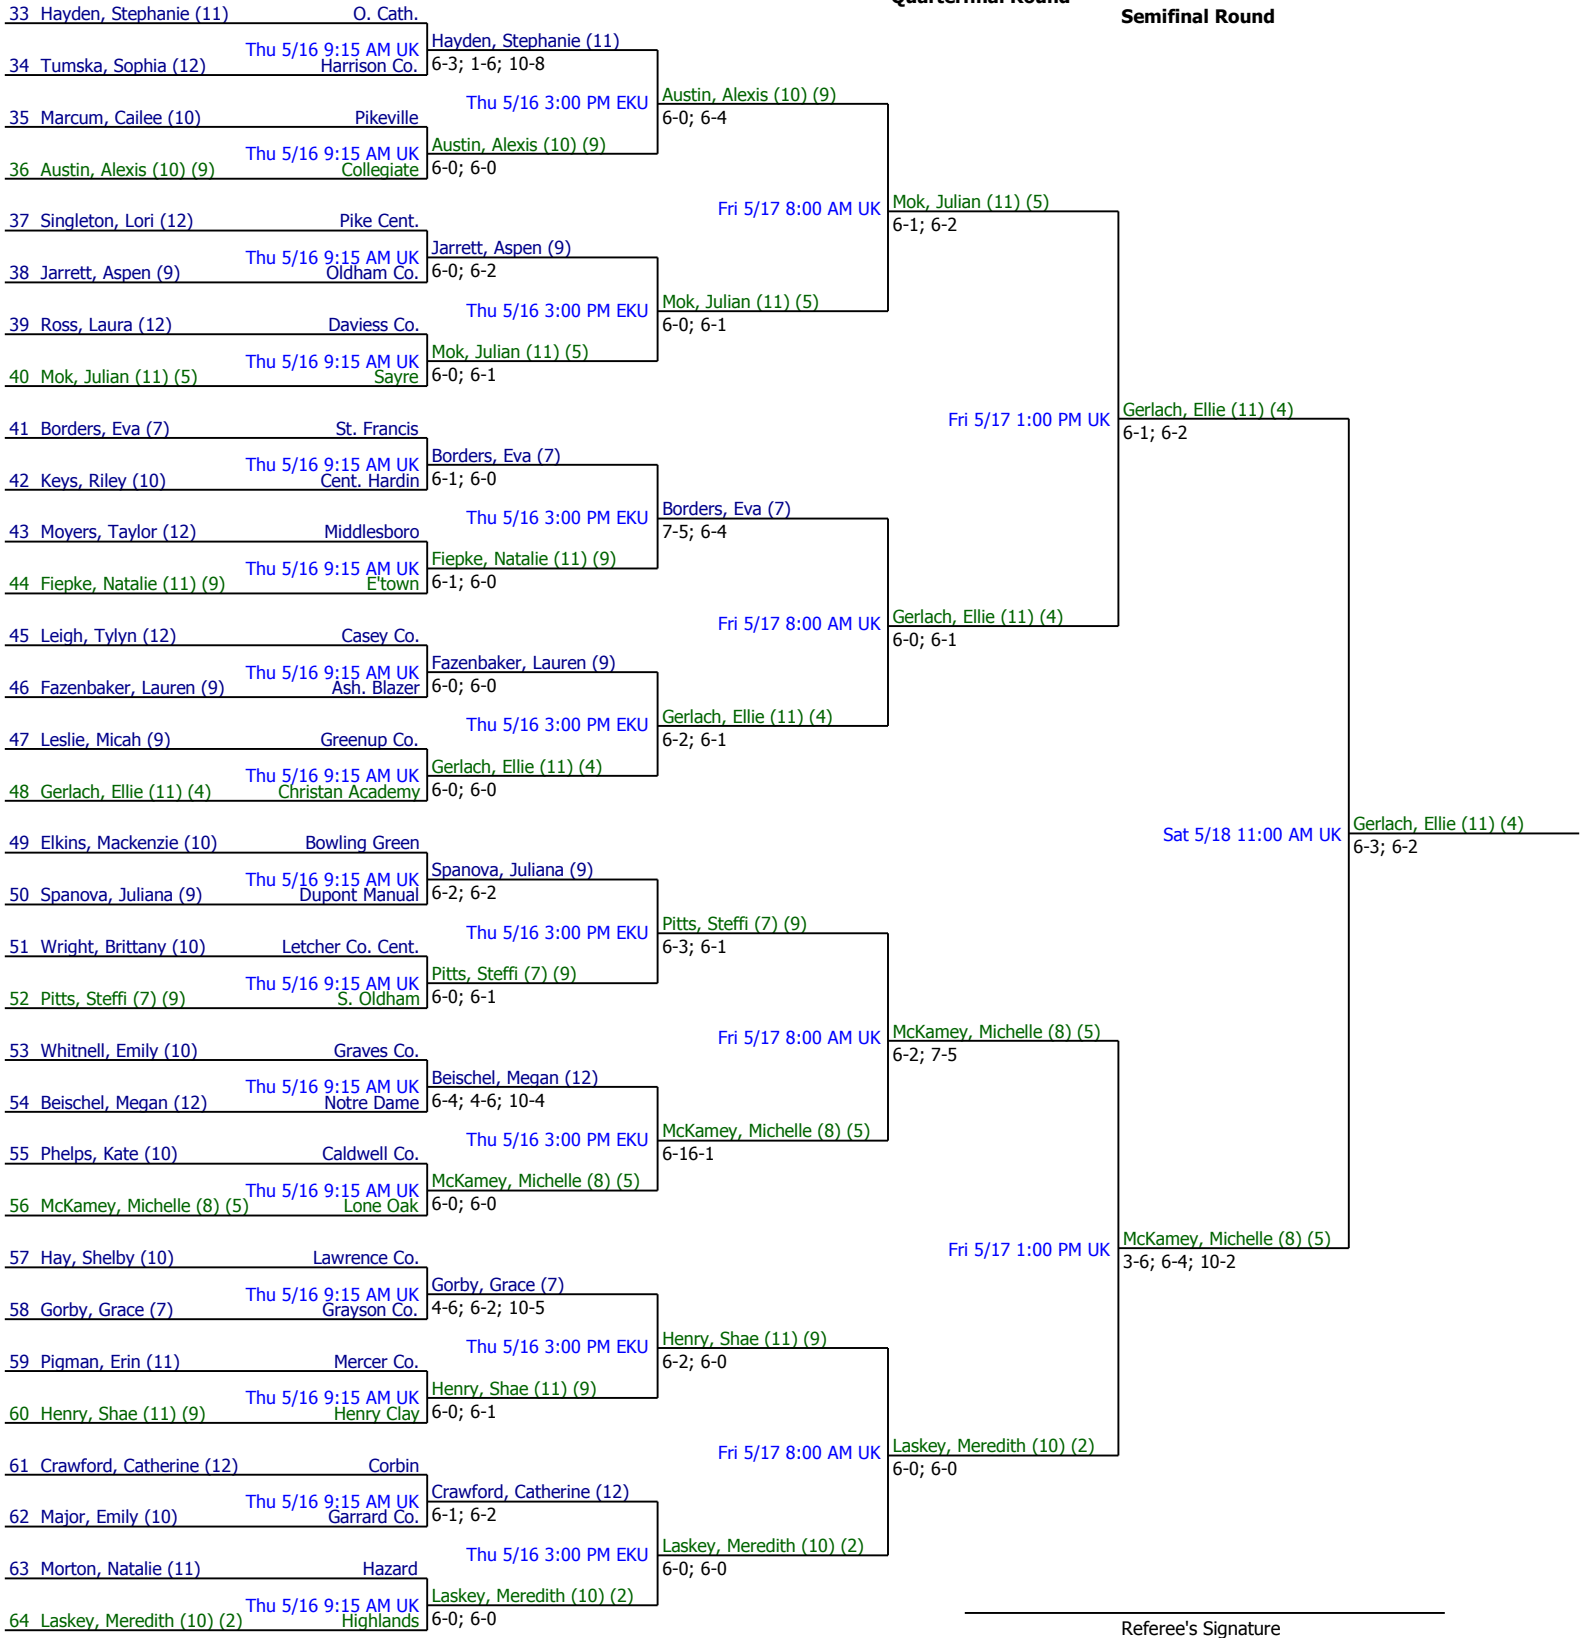 33 Hayden, Stephanie (11) O. Cath.
Thu 5/16 9:15 AM UK
34 Tumska, Sophia (12) Harrison Co.
35 Marcum, Cailee (10) Pikeville
Thu 5/16 9:15 AM UK
36 Austin, Alexis (10) (9) Collegiate
37 Singleton, Lori (12) Pike Cent.
Thu 5/16 9:15 AM UK
38 Jarrett, Aspen (9) Oldham Co.
39 Ross, Laura (12) Daviess Co.
Thu 5/16 9:15 AM UK
40 Mok, Julian (11) (5) Sayre
41 Borders, Eva (7) St. Francis
Thu 5/16 9:15 AM UK
42 Keys, Riley (10) Cent. Hardin
43 Moyers, Taylor (12) Middlesboro
Thu 5/16 9:15 AM UK
44 Fiepke, Natalie (11) (9) E'town
45 Leigh, Tylyn (12) Casey Co.
Thu 5/16 9:15 AM UK
46 Fazenbaker, Lauren (9) Ash. Blazer
47 Leslie, Micah (9) Greenup Co.
Thu 5/16 9:15 AM UK
48 Gerlach, Ellie (11) (4) Christan Academy
49 Elkins, Mackenzie (10) Bowling Green
Thu 5/16 9:15 AM UK
50 Spanova, Juliana (9) Dupont Manual
51 Wright, Brittany (10) Letcher Co. Cent.
Thu 5/16 9:15 AM UK
52 Pitts, Steffi (7) (9) S. Oldham
53 Whitnell, Emily (10) Graves Co.
Thu 5/16 9:15 AM UK
54 Beischel, Megan (12) Notre Dame
55 Phelps, Kate (10) Caldwell Co.
Thu 5/16 9:15 AM UK
56 McKamey, Michelle (8) (5) Lone Oak
57 Hay, Shelby (10) Lawrence Co.
Thu 5/16 9:15 AM UK
58 Gorby, Grace (7) Grayson Co.
59 Pigman, Erin (11) Mercer Co.
Thu 5/16 9:15 AM UK
60 Henry, Shae (11) (9) Henry Clay
61 Crawford, Catherine (12) Corbin
Thu 5/16 9:15 AM UK
62 Major, Emily (10) Garrard Co.
63 Morton, Natalie (11) Hazard
Thu 5/16 9:15 AM UK
64 Laskey, Meredith (10) (2) Highlands
Hayden, Stephanie (11)
6-3; 1-6; 10-8
Thu 5/16 3:00 PM EKU
Austin, Alexis (10) (9)
6-0; 6-0
Jarrett, Aspen (9)
6-0; 6-2
Thu 5/16 3:00 PM EKU
Mok, Julian (11) (5)
6-0; 6-1
Borders, Eva (7)
6-1; 6-0
Thu 5/16 3:00 PM EKU
Fiepke, Natalie (11) (9)
6-1; 6-0
Fazenbaker, Lauren (9)
6-0; 6-0
Thu 5/16 3:00 PM EKU
Gerlach, Ellie (11) (4)
6-0; 6-0
Spanova, Juliana (9)
6-2; 6-2
Thu 5/16 3:00 PM EKU
Pitts, Steffi (7) (9)
6-0; 6-1
Beischel, Megan (12)
6-4; 4-6; 10-4
Thu 5/16 3:00 PM EKU
McKamey, Michelle (8) (5)
6-0; 6-0
Gorby, Grace (7)
4-6; 6-2; 10-5
Thu 5/16 3:00 PM EKU
Henry, Shae (11) (9)
6-0; 6-1
Crawford, Catherine (12)
6-1; 6-2
Thu 5/16 3:00 PM EKU
Laskey, Meredith (10) (2)
6-0; 6-0
Austin, Alexis (10) (9)
6-0; 6-4
Fri 5/17 8:00 AM UK
Mok, Julian (11) (5)
6-0; 6-1
Borders, Eva (7)
7-5; 6-4
Fri 5/17 8:00 AM UK
Gerlach, Ellie (11) (4)
6-2; 6-1
Pitts, Steffi (7) (9)
6-3; 6-1
Fri 5/17 8:00 AM UK
McKamey, Michelle (8) (5)
6-16-1
Henry, Shae (11) (9)
6-2; 6-0
Fri 5/17 8:00 AM UK
Laskey, Meredith (10) (2)
6-0; 6-0
Quarterfinal Round
Mok, Julian (11) (5)
6-1; 6-2
Fri 5/17 1:00 PM UK
Gerlach, Ellie (11) (4)
6-0; 6-1
McKamey, Michelle (8) (5)
6-2; 7-5
Fri 5/17 1:00 PM UK
Laskey, Meredith (10) (2)
6-0; 6-0
Semifinal Round
Gerlach, Ellie (11) (4)
6-1; 6-2
Sat 5/18 11:00 AM UK
McKamey, Michelle (8) (5)
3-6; 6-4; 10-2
Gerlach, Ellie (11) (4)
6-3; 6-2
Referee's Signature